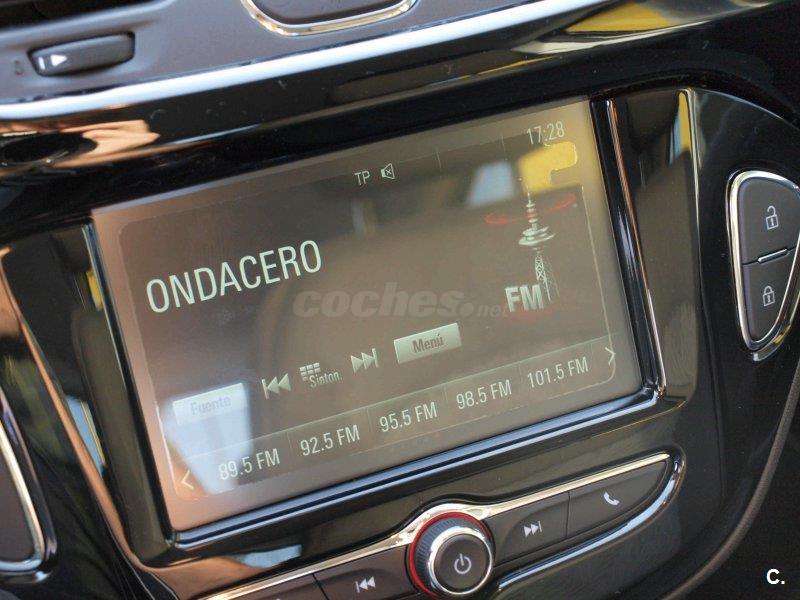 17:28
TP
ONDACERO
coches.net
FM
Fuente
Sinton.
Menú
89.5 FM 92.5 FM 95.5 FM 98.5 FM 101.5 FM
C.